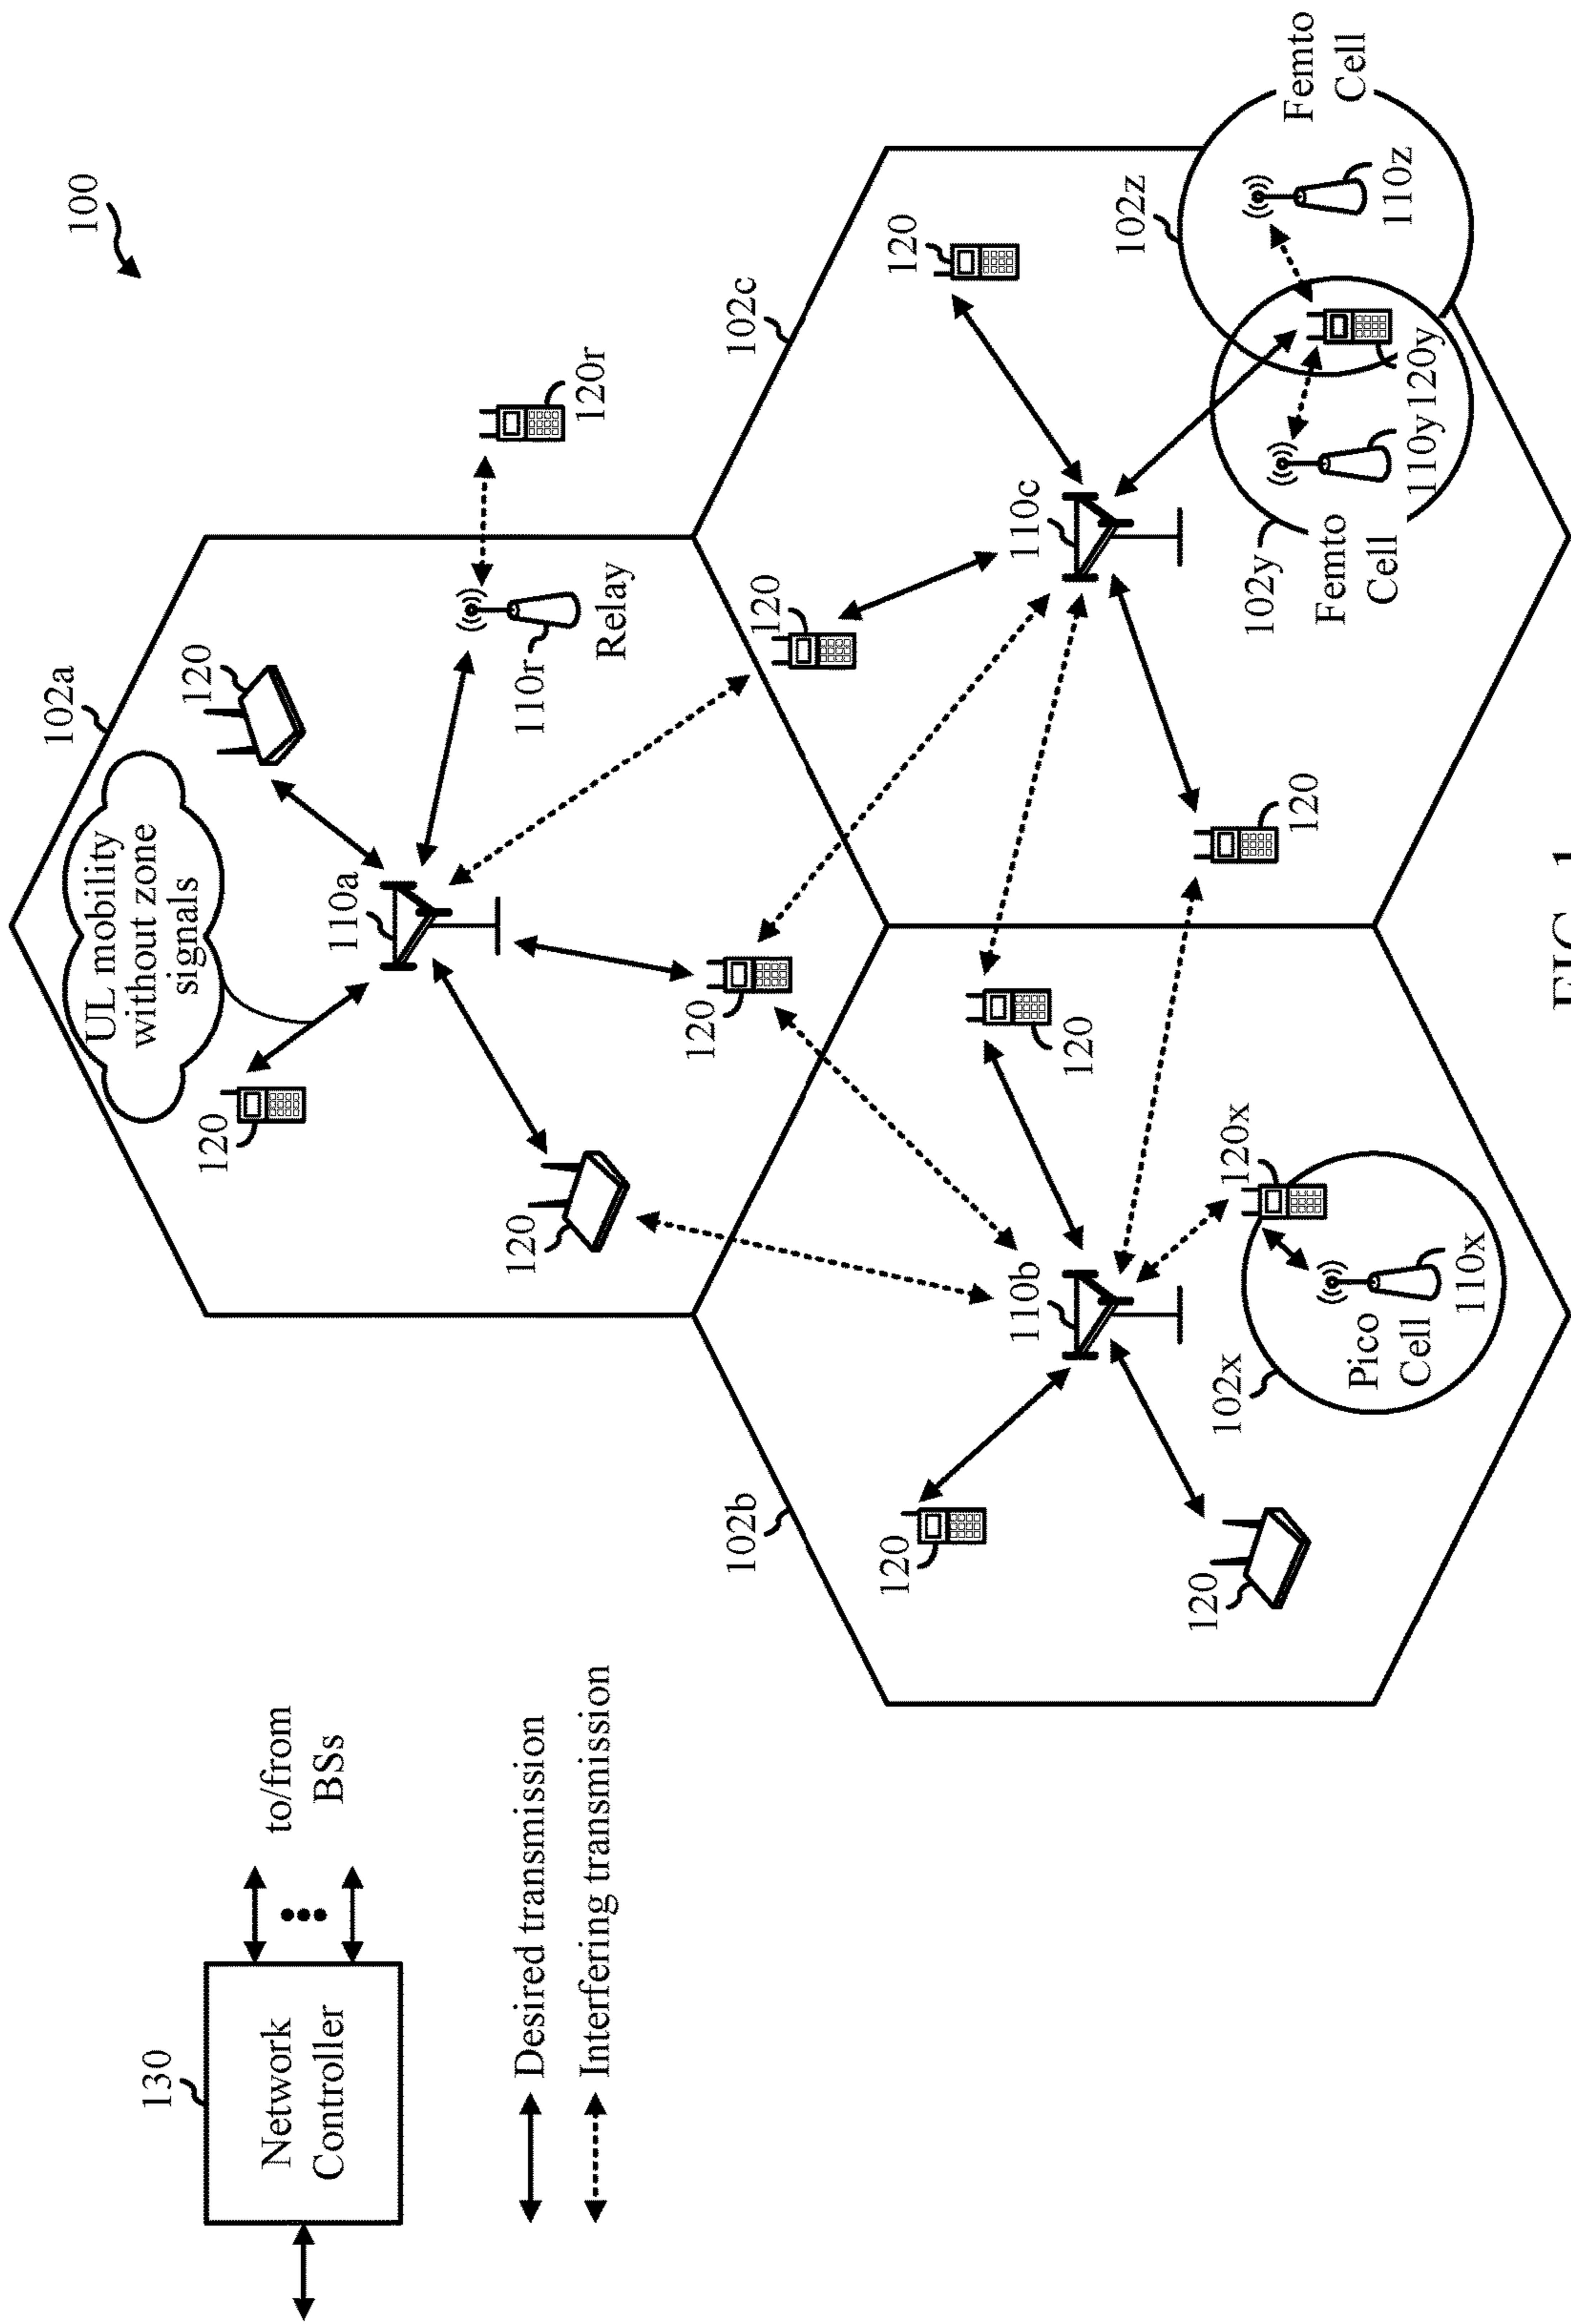 100
130
Network
Controller
to/from
BSs
Desired transmission
Interfering transmission
102a
UL mobility
without zone
signals
120
120
110a
120
110r
Relay
120r
120
120
102b
102c
120
120
120
110b
110c
120
120
120x
102x
Pico
Cell
110x
120
102y
Femto
Cell
110y
120y
102z
110z
Femto
Cell
FIG. 1